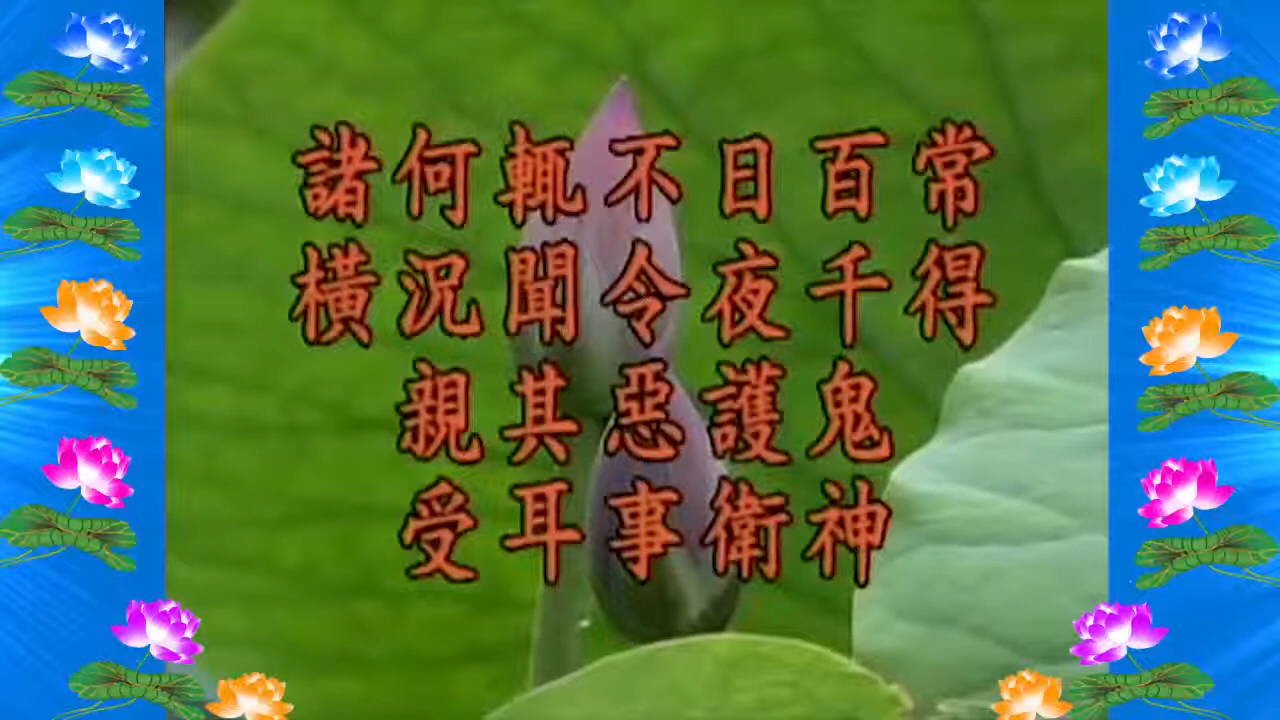 常得
百千鬼神
日夜護衛
不令惡事
輒聞其耳
何況親受
諸橫